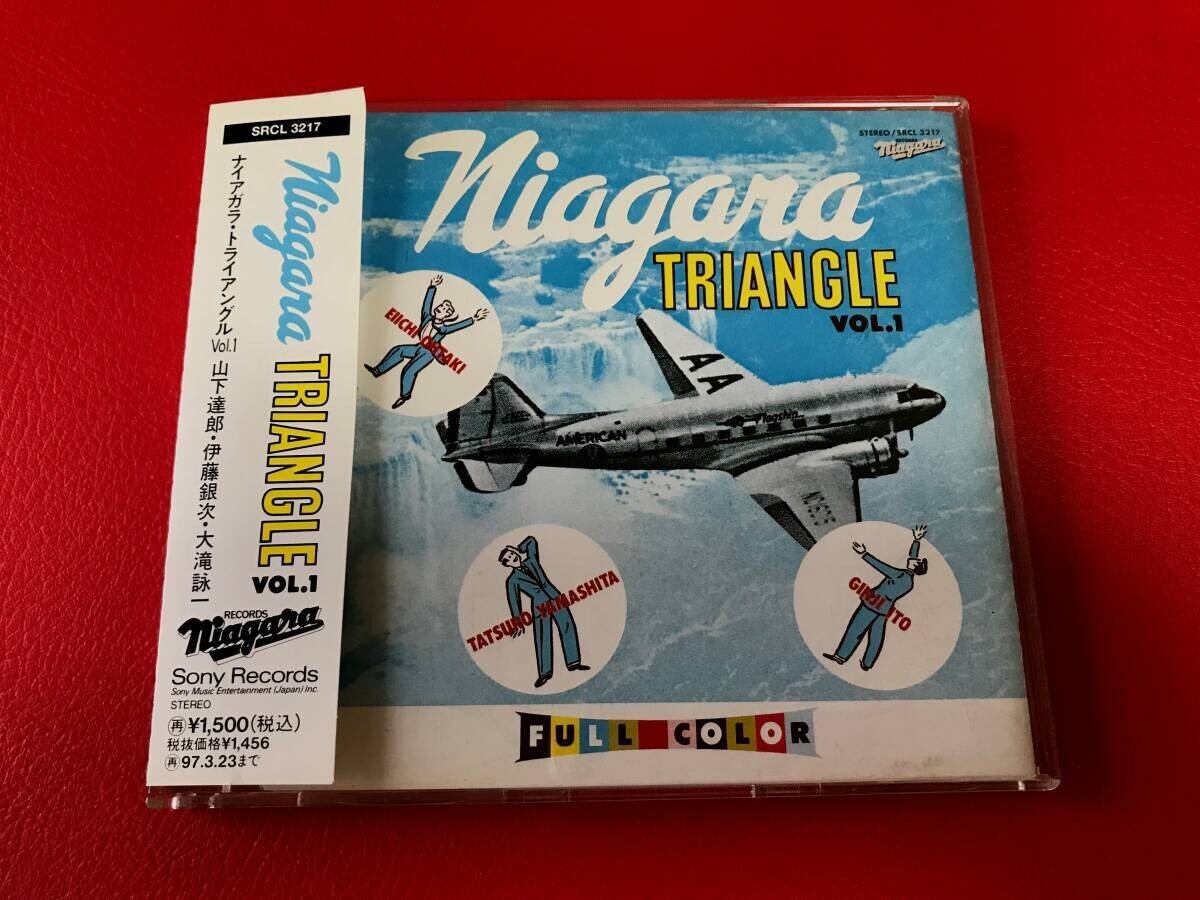 SRCL 3217
Niagara
TRIANGLE
VOL.1
ナイアガラ・トライアングル Vol.1 山下達郎・伊藤銀次・大滝詠一
RECORDS
Niagara
Sony Records
Sony Music Entertainment (Japan) Inc.
STEREO
再¥1,500(税込)
税抜価格¥1,456
再97.3.23まで
STEREO/SRCL 3217
RECORDS
Niagara
Niagara
TRIANGLE
VOL.1
EIICHI OHTAKI
AA
Flagship
AMERICAN
TATSURO YAMASHITA
GINJI ITO
FULL COLOR